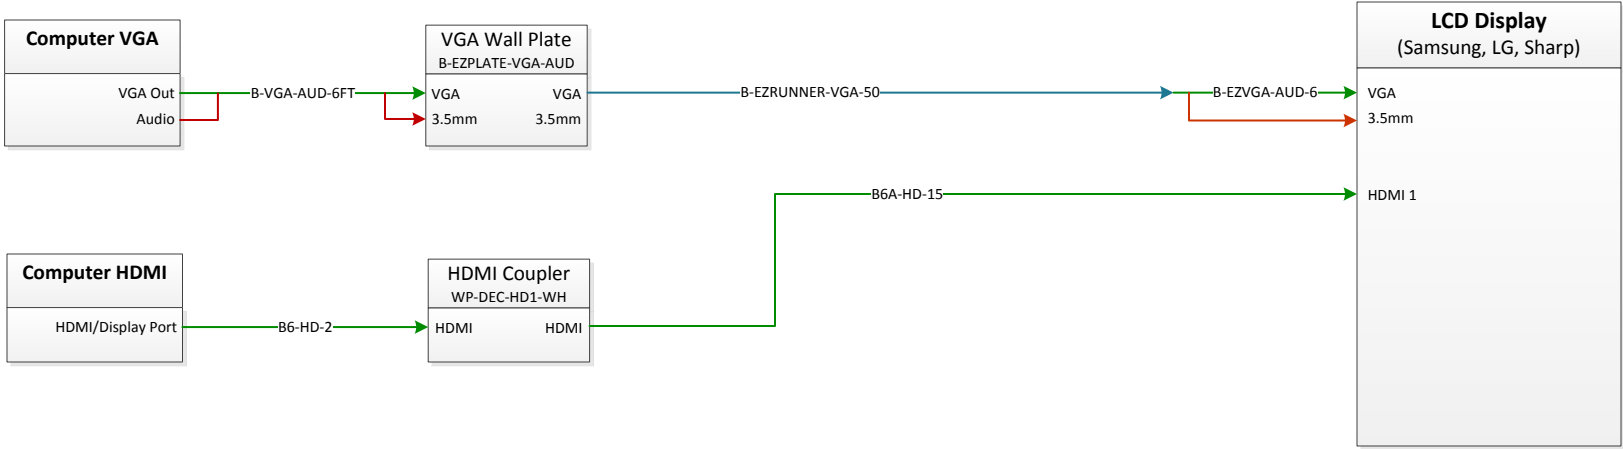 Computer VGA
VGA Out
Audio
B-VGA-AUD-6FT
VGA Wall Plate
B-EZPLATE-VGA-AUD
VGA VGA
3.5mm 3.5mm
B-EZRUNNER-VGA-50
B-EZVGA-AUD-6
LCD Display
(Samsung, LG, Sharp)
VGA
3.5mm
HDMI 1
B6A-HD-15
Computer HDMI
HDMI/Display Port
B6-HD-2
HDMI Coupler
WP-DEC-HD1-WH
HDMI HDMI